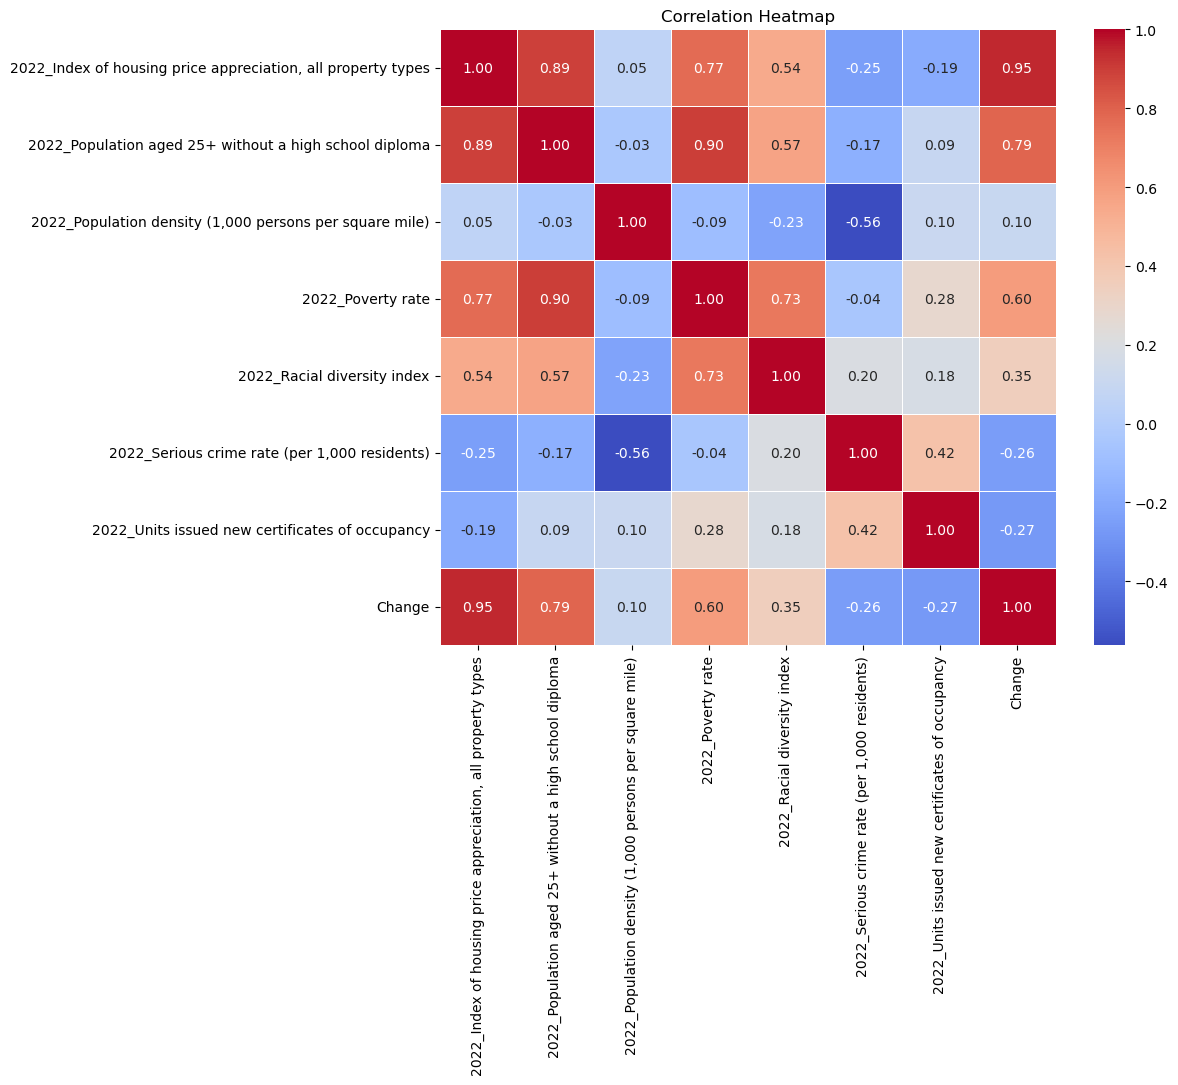 Correlation Heatmap
2022_Index of housing price appreciation, all property types 1.00 0.89 0.05 0.77 0.54 -0.25 -0.19 0.95
2022_Population aged 25+ without a high school diploma 0.89 1.00 -0.03 0.90 0.57 -0.17 0.09 0.79
2022_Population density (1,000 persons per square mile) 0.05 -0.03 1.00 -0.09 -0.23 -0.56 0.10 0.10
2022_Poverty rate 0.77 0.90 -0.09 1.00 0.73 -0.04 0.28 0.60
2022_Racial diversity index 0.54 0.57 -0.23 0.73 1.00 0.20 0.18 0.35
2022_Serious crime rate (per 1,000 residents) -0.25 -0.17 -0.56 -0.04 0.20 1.00 0.42 -0.26
2022_Units issued new certificates of occupancy -0.19 0.09 0.10 0.28 0.18 0.42 1.00 -0.27
Change 0.95 0.79 0.10 0.60 0.35 -0.26 -0.27 1.00
2022_Index of housing price appreciation, all property types
2022_Population aged 25+ without a high school diploma
2022_Population density (1,000 persons per square mile)
2022_Poverty rate
2022_Racial diversity index
2022_Serious crime rate (per 1,000 residents)
2022_Units issued new certificates of occupancy
Change
1.0
0.8
0.6
0.4
0.2
0.0
−0.2
−0.4